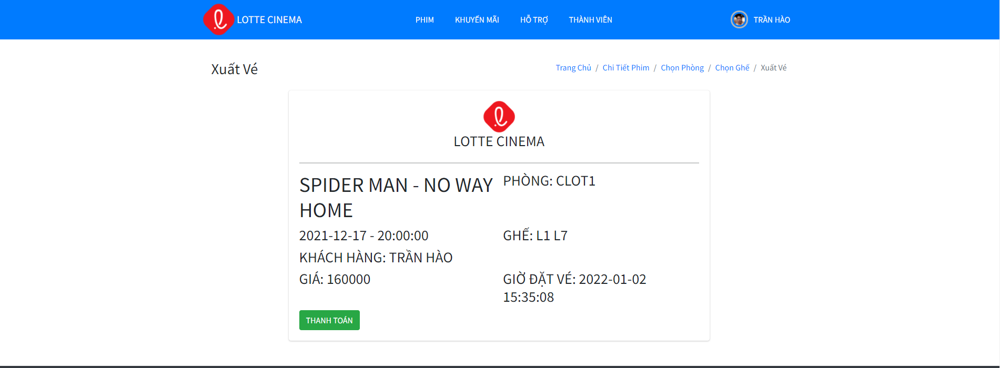 LOTTE CINEMA
PHIM
KHUYẾN MÃI
HỖ TRỢ
THÀNH VIÊN
TRẦN HÀO
Xuất Vé
Trang Chủ / Chi Tiết Phim / Chọn Phòng / Chọn Ghế / Xuất Vé
LOTTE CINEMA
SPIDER MAN - NO WAY
HOME
PHÒNG: CLOT1
2021-12-17 - 20:00:00
GHẾ: L1 L7
KHÁCH HÀNG: TRẦN HÀO
GIÁ: 160000
GIỜ ĐẶT VÉ: 2022-01-02
15:35:08
THANH TOÁN